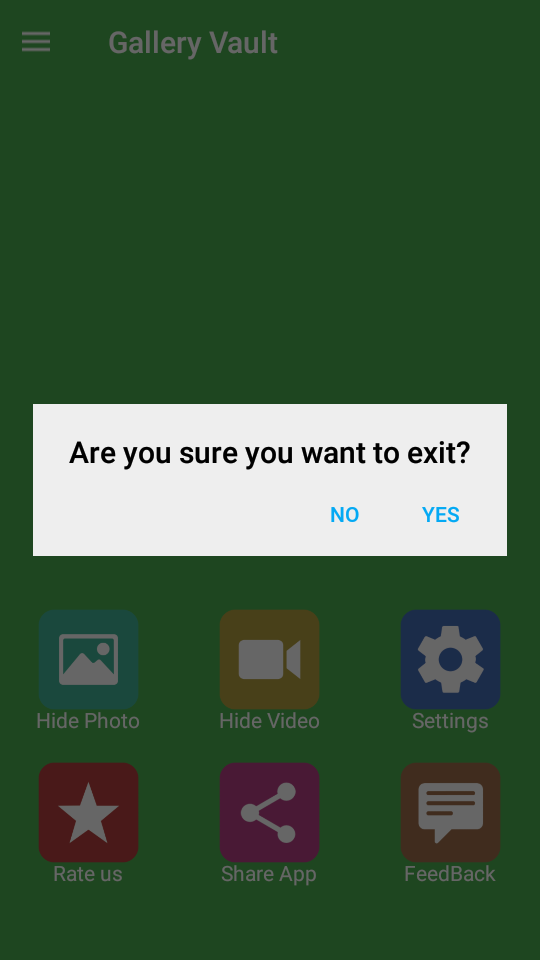 Gallery Vault
Are you sure you want to exit?
NO YES
Hide Photo Hide Video Settings
Rate us Share App FeedBack